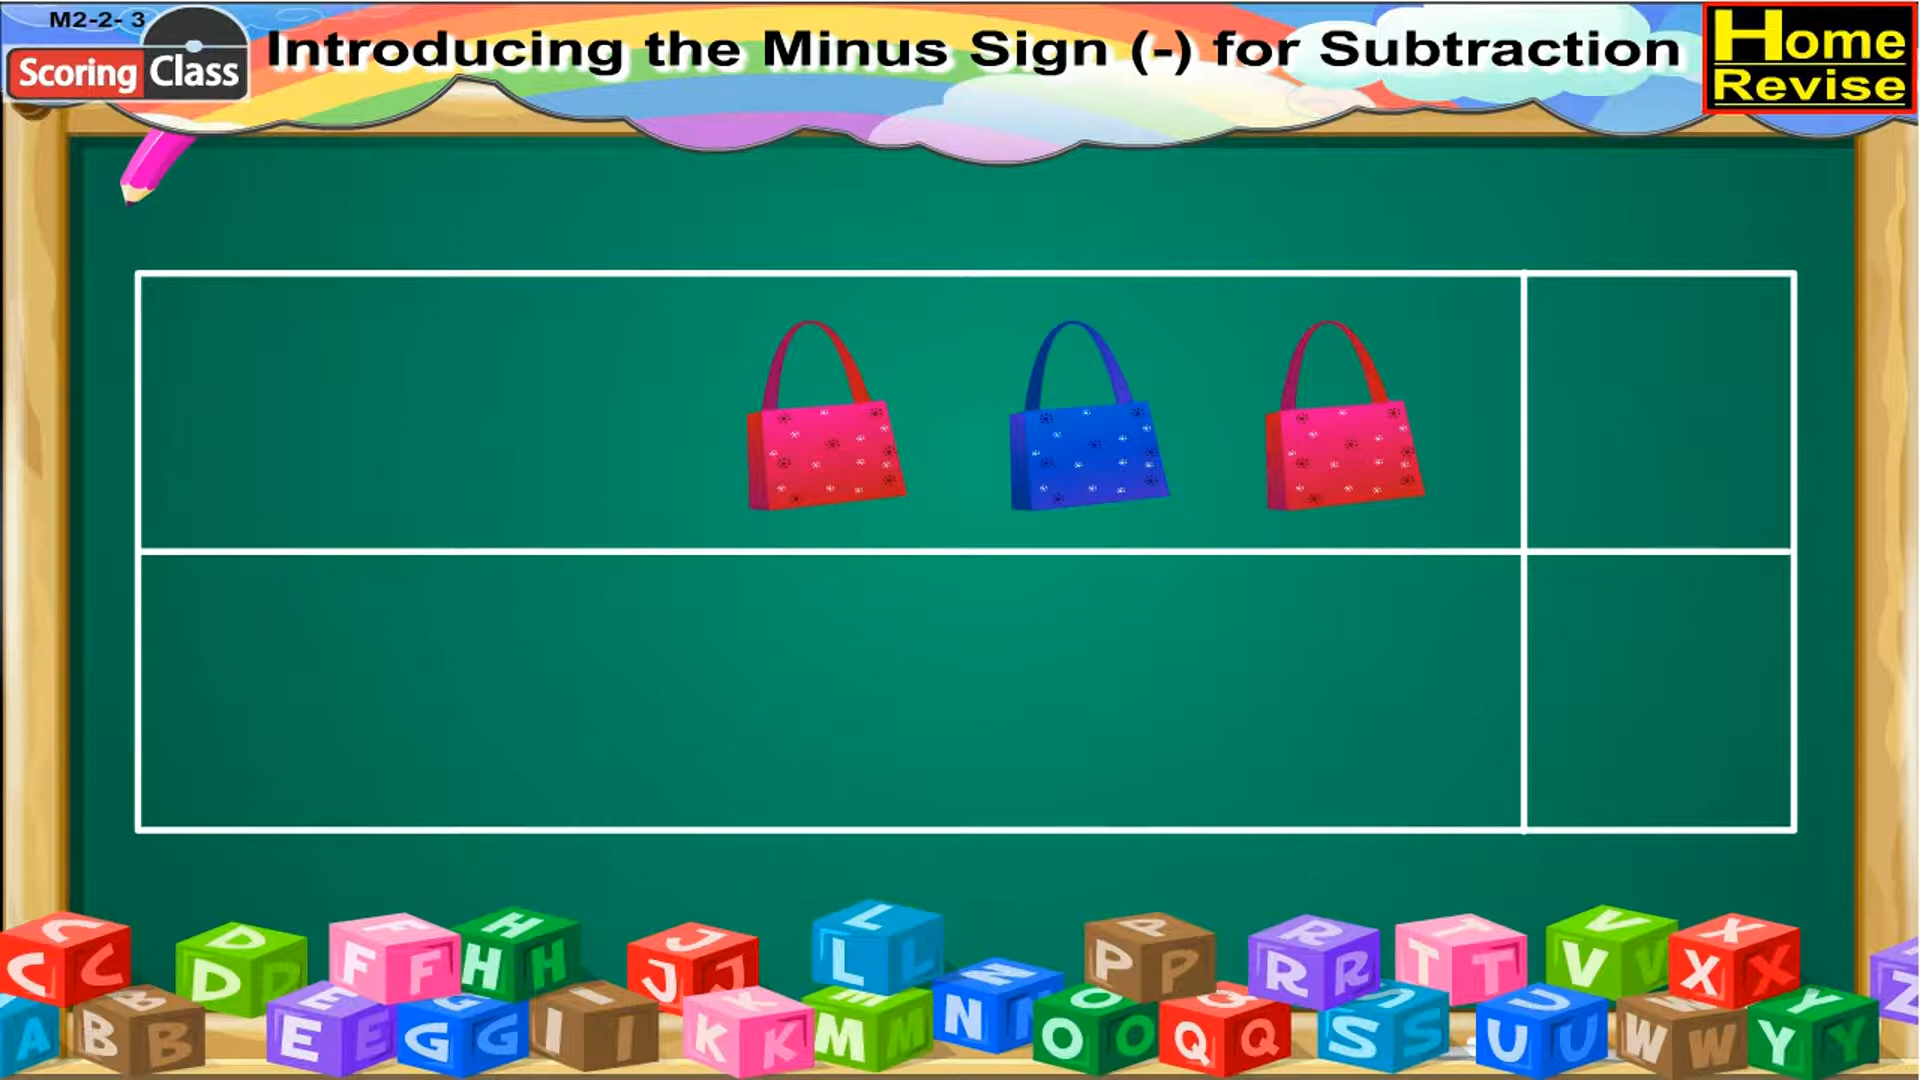 M2-2- 3
Scoring Class
Introducing the Minus Sign (-) for Subtraction
Home
Revise
C C C
D D D
F F F
H H H
J J J
L L L
P P P
R R R
T T T
V V V
X X X
Z
A
B B B
E E E
G G G
I I I
K K K
M M M
N N N
O O O
Q Q Q
S S S
U U U
W W W
Y Y Y